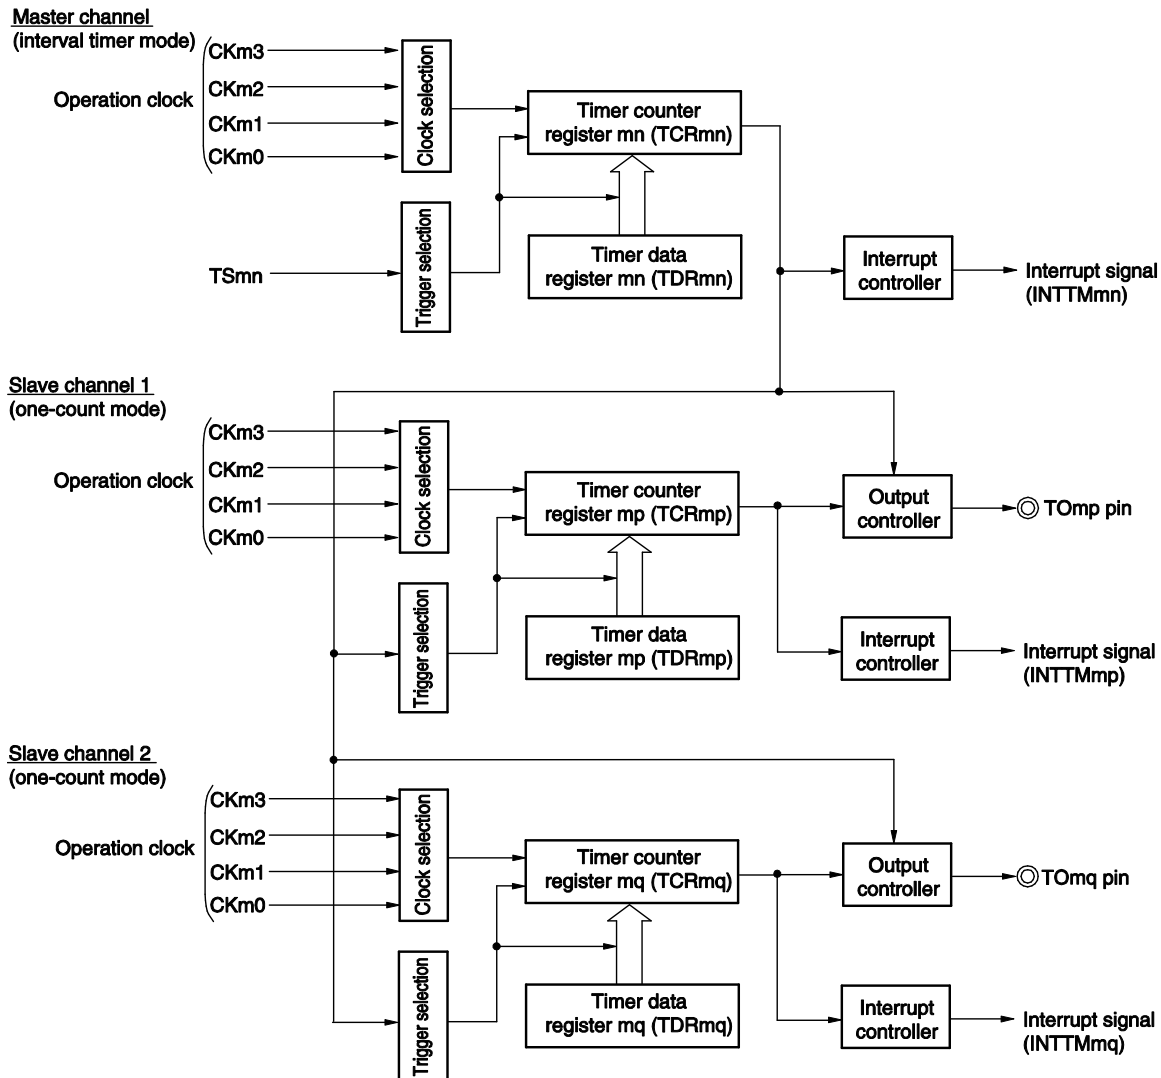 Master channel
(interval timer mode)
Operation clock
CKm3
CKm2
CKm1
CKm0
Clock selection
Timer counter
register mn (TCRmn)
TSmn
Trigger selection
Timer data
register mn (TDRmn)
Interrupt
controller
Interrupt signal
(INTTMmn)
Slave channel 1
(one-count mode)
Operation clock
CKm3
CKm2
CKm1
CKm0
Clock selection
Timer counter
register mp (TCRmp)
Output
controller
TOmp pin
Trigger selection
Timer data
register mp (TDRmp)
Interrupt
controller
Interrupt signal
(INTTMmp)
Slave channel 2
(one-count mode)
Operation clock
CKm3
CKm2
CKm1
CKm0
Clock selection
Timer counter
register mq (TCRmq)
Output
controller
TOmq pin
Trigger selection
Timer data
register mq (TDRmq)
Interrupt
controller
Interrupt signal
(INTTMmq)